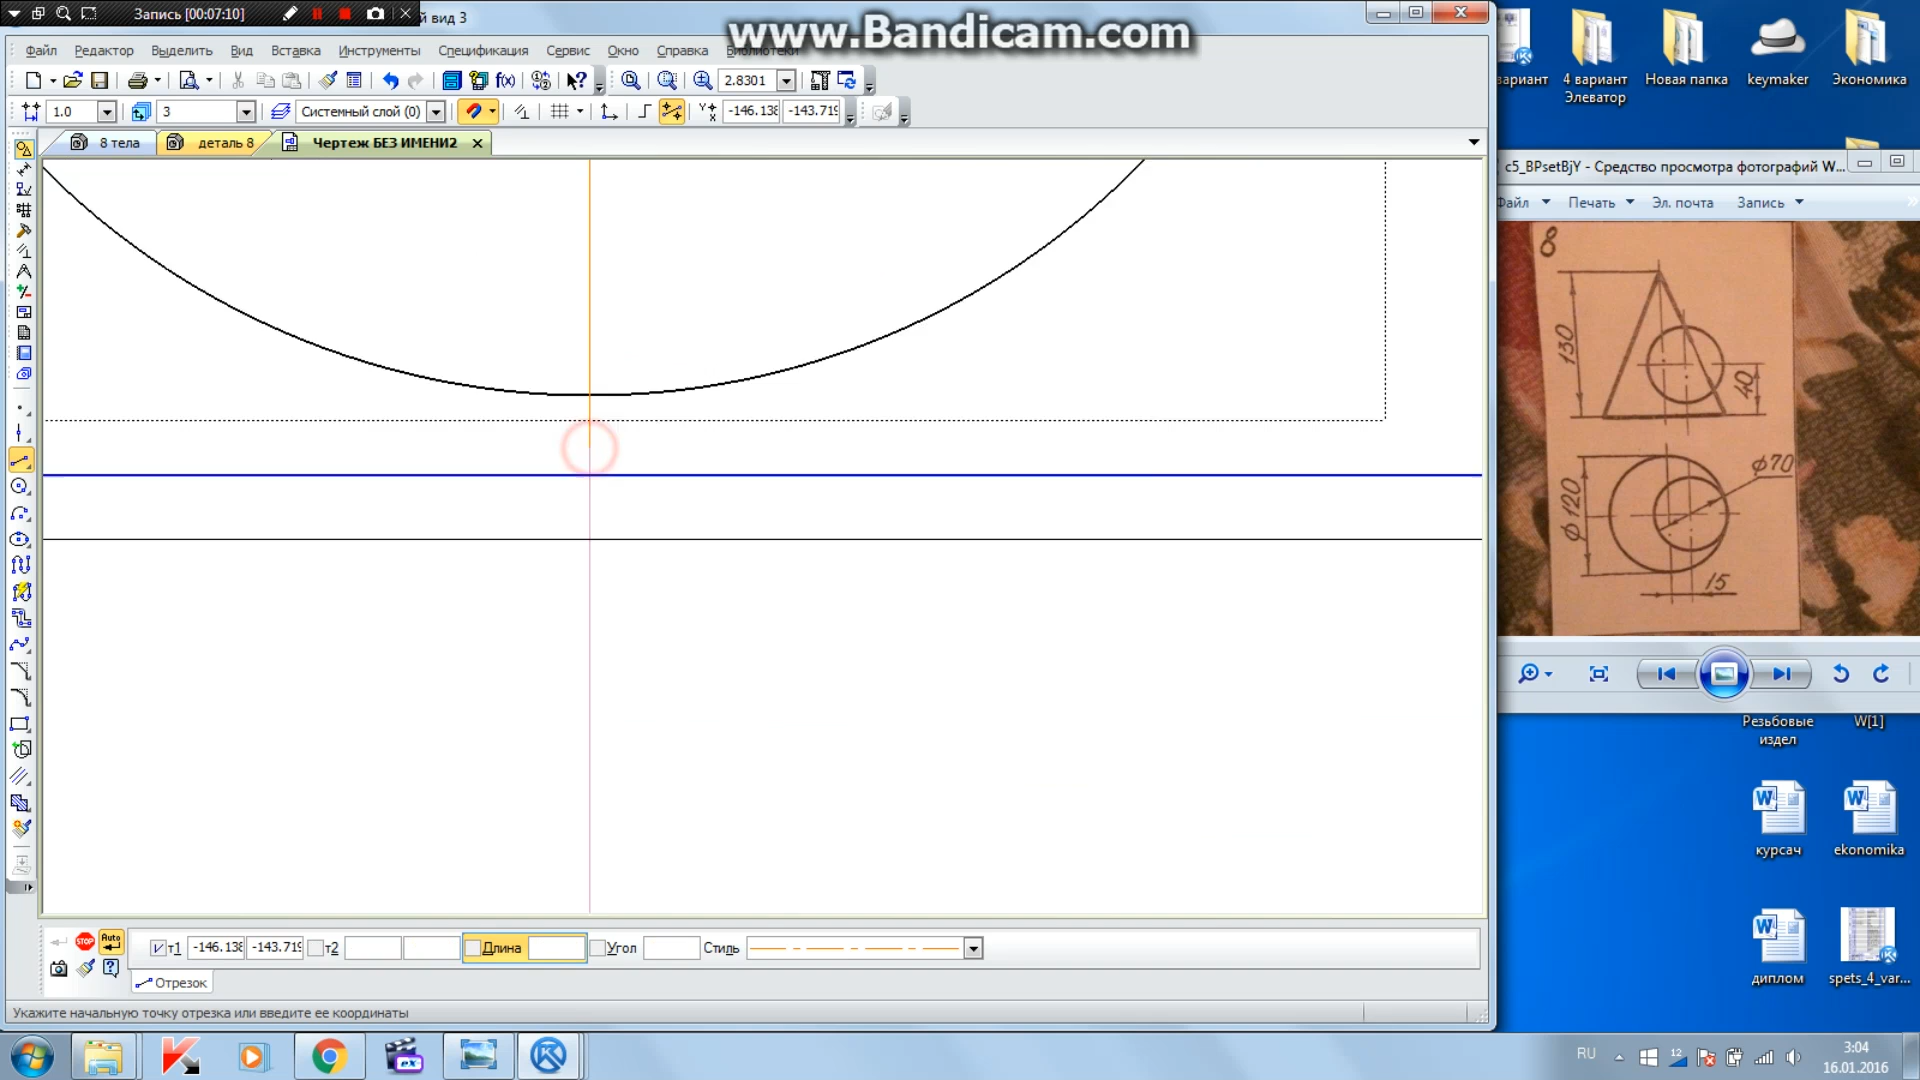 Запись [00:07:10]
й вид 3
www.Bandicam.com
Файл Редактор Выделить Вид Вставка Инструменты Спецификация Сервис Окно Справка Библиотеки
2.8301
1.0 3 Системный слой (0) -146.138 -143.719
8 тела деталь 8 Чертеж БЕЗ ИМЕНИ2
вариант
4 вариант Элеватор
Новая папка
keymaker
Экономика
c5_BPsetBjY - Средство просмотра фотографий W...
Файл Печать Эл. почта Запись
8
130
40
ϕ70
ϕ120
15
Резьбовые издел
W[1]
курсач
ekonomika
диплом
spets_4_var...
STOP Auto т1 -146.138 -143.719 т2 Длина Угол Стиль
Отрезок
Укажите начальную точку отрезка или введите ее координаты
RU 12 3:04
16.01.2016